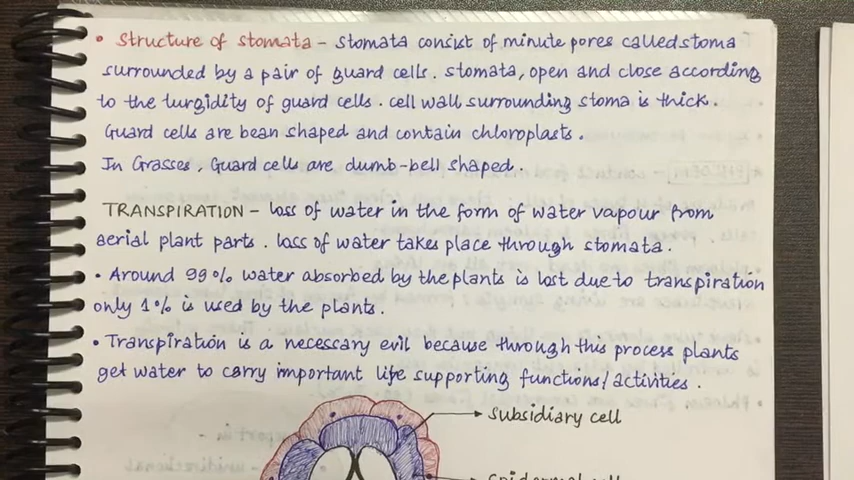 • Structure of stomata - stomata consist of minute pores called stoma
surrounded by a pair of guard cells. stomata, open and close according
to the turgidity of guard cells. cell wall surrounding stoma is thick.
Guard cells are bean shaped and contain chloroplasts.
In Grasses, Guard cells are dumb-bell shaped.
TRANSPIRATION - loss of water in the form of water vapour from
aerial plant parts. loss of water takes place through stomata.
• Around 99% water absorbed by the plants is lost due to transpiration
only 1% is used by the plants.
• Transpiration is a necessary evil because through this process plants
get water to carry important life supporting functions/activities.
Subsidiary cell